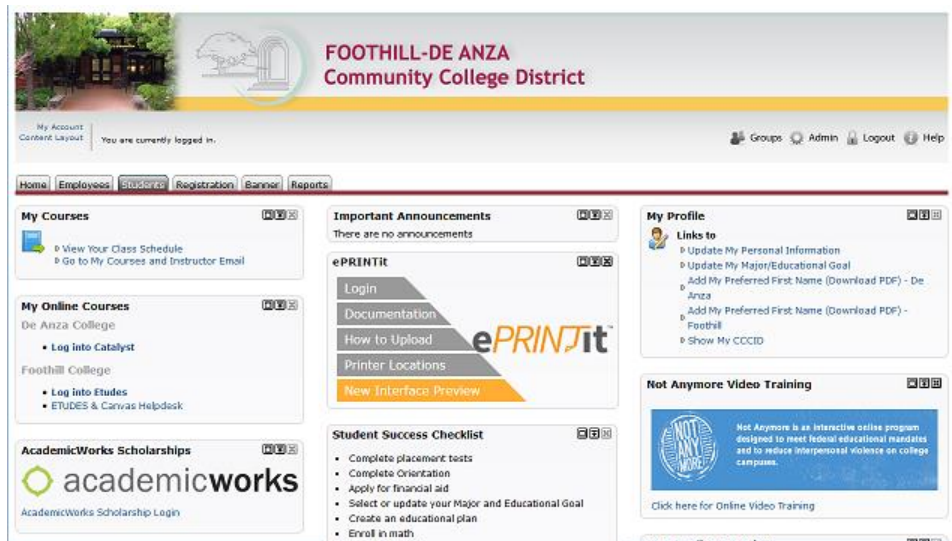 FOOTHILL-DE ANZA
Community College District
My Account
Content Layout
You are currently logged in.
Groups
Admin
Logout
Help
Home
Employees
Students
Registration
Banner
Reports
My Courses
View Your Class Schedule
Go to My Courses and Instructor Email
My Online Courses
De Anza College
Log into Catalyst
Foothill College
Log into Etudes
ETUDES & Canvas Helpdesk
AcademicWorks Scholarships
academicworks
AcademicWorks Scholarship Login
Important Announcements
There are no announcements
ePRINTit
Login
Documentation
How to Upload
Printer Locations
New Interface Preview
ePRINTit
Student Success Checklist
Complete placement tests
Complete Orientation
Apply for financial aid
Select or update your Major and Educational Goal
Create an educational plan
Enroll in math
My Profile
Links to
Update My Personal Information
Update My Major/Educational Goal
Add My Preferred First Name (Download PDF) - De
Anza
Add My Preferred First Name (Download PDF) -
Foothill
Show My CCCID
Not Anymore Video Training
NOT
ANY
MORE!
Not Anymore is an interactive online program
designed to meet federal educational mandates
and to reduce interpersonal violence on college
campuses.
Click here for Online Video Training